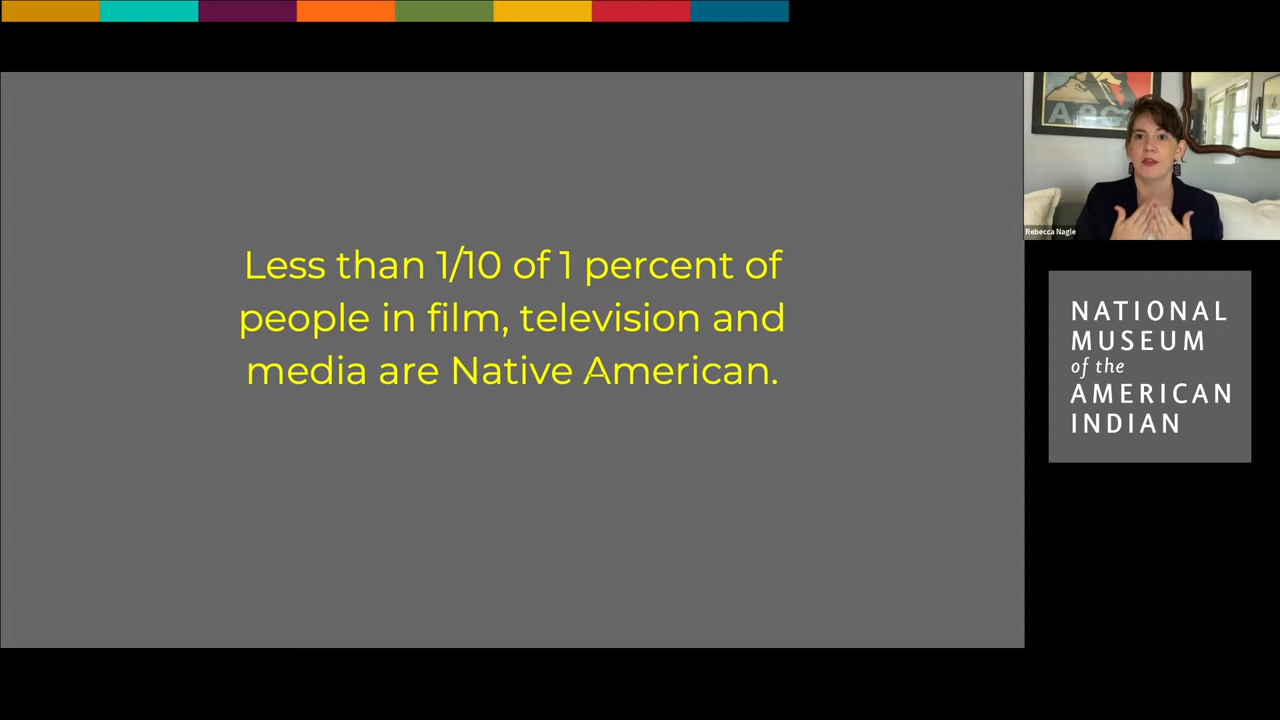 Less than 1/10 of 1 percent of
people in film, television and
media are Native American.
Rebecca Nagle
NATIONAL
MUSEUM
of the
AMERICAN
INDIAN